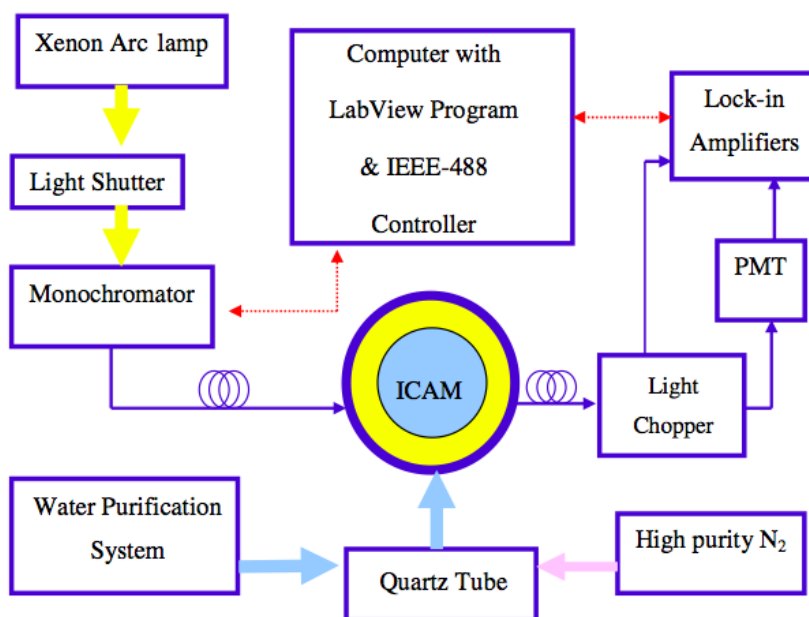 Xenon Arc lamp
Light Shutter
Monochromator
Computer with
LabView Program
& IEEE-488
Controller
Lock-in
Amplifiers
PMT
ICAM
Light
Chopper
Water Purification
System
Quartz Tube
High purity N₂